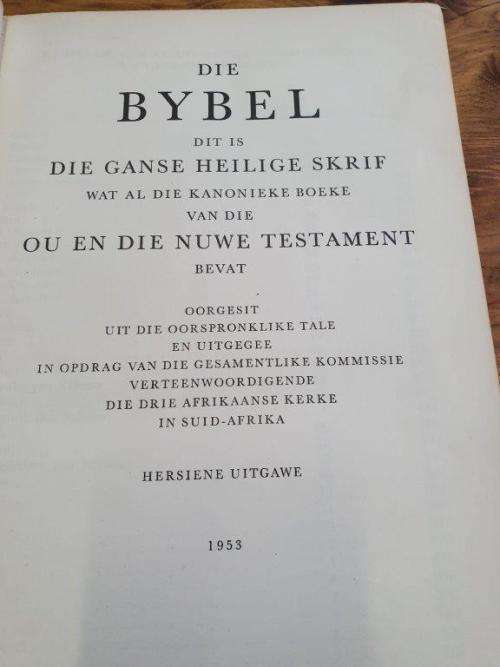 DIE
BYBEL
DIT IS
DIE GANSE HEILIGE SKRIF
WAT AL DIE KANONIEKE BOEKE
VAN DIE
OU EN DIE NUWE TESTAMENT
BEVAT
OORGESIT
UIT DIE OORSPRONKLIKE TALE
EN UITGEGEE
IN OPDRAG VAN DIE GESAMENTLIKE KOMMISSIE
VERTEENWOORDIGENDE
DIE DRIE AFRIKAANSE KERKE
IN SUID-AFRIKA
HERSIENE UITGAWE
1953